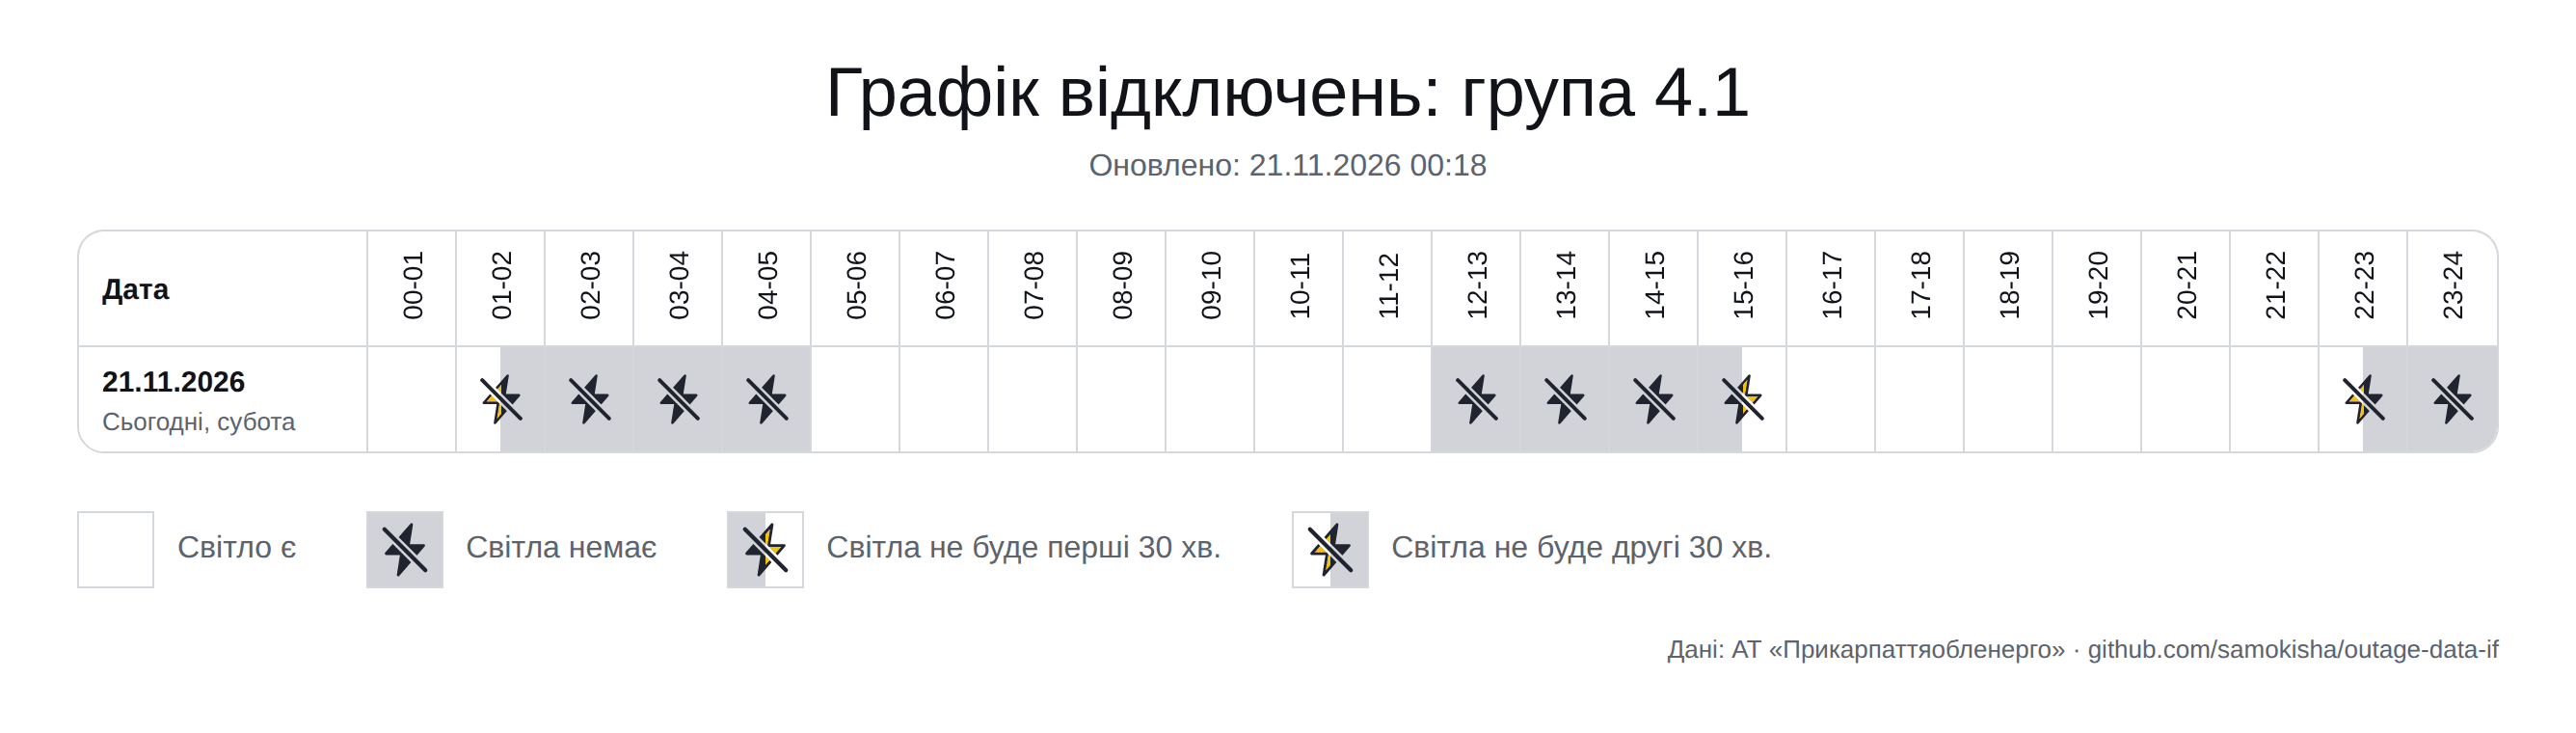 Графік відключень: група 4.1
Оновлено: 21.11.2026 00:18
Дата 00-01 01-02 02-03 03-04 04-05 05-06 06-07 07-08 08-09 09-10 10-11 11-12 12-13 13-14 14-15 15-16 16-17 17-18 18-19 19-20 20-21 21-22 22-23 23-24
21.11.2026
Сьогодні, субота
Світло є Світла немає Світла не буде перші 30 хв. Світла не буде другі 30 хв.
Дані: АТ «Прикарпаттяобленерго» · github.com/samokisha/outage-data-if